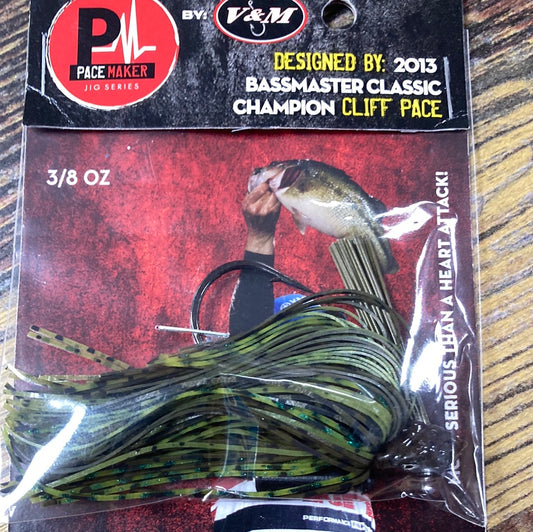 P
PACE MAKER
JIG SERIES
BY: V&M
DESIGNED BY: 2013
BASSMASTER CLASSIC
CHAMPION CLIFF PACE
3/8 OZ
SERIOUS THAN A HEART ATTACK!
PERFORMANCE